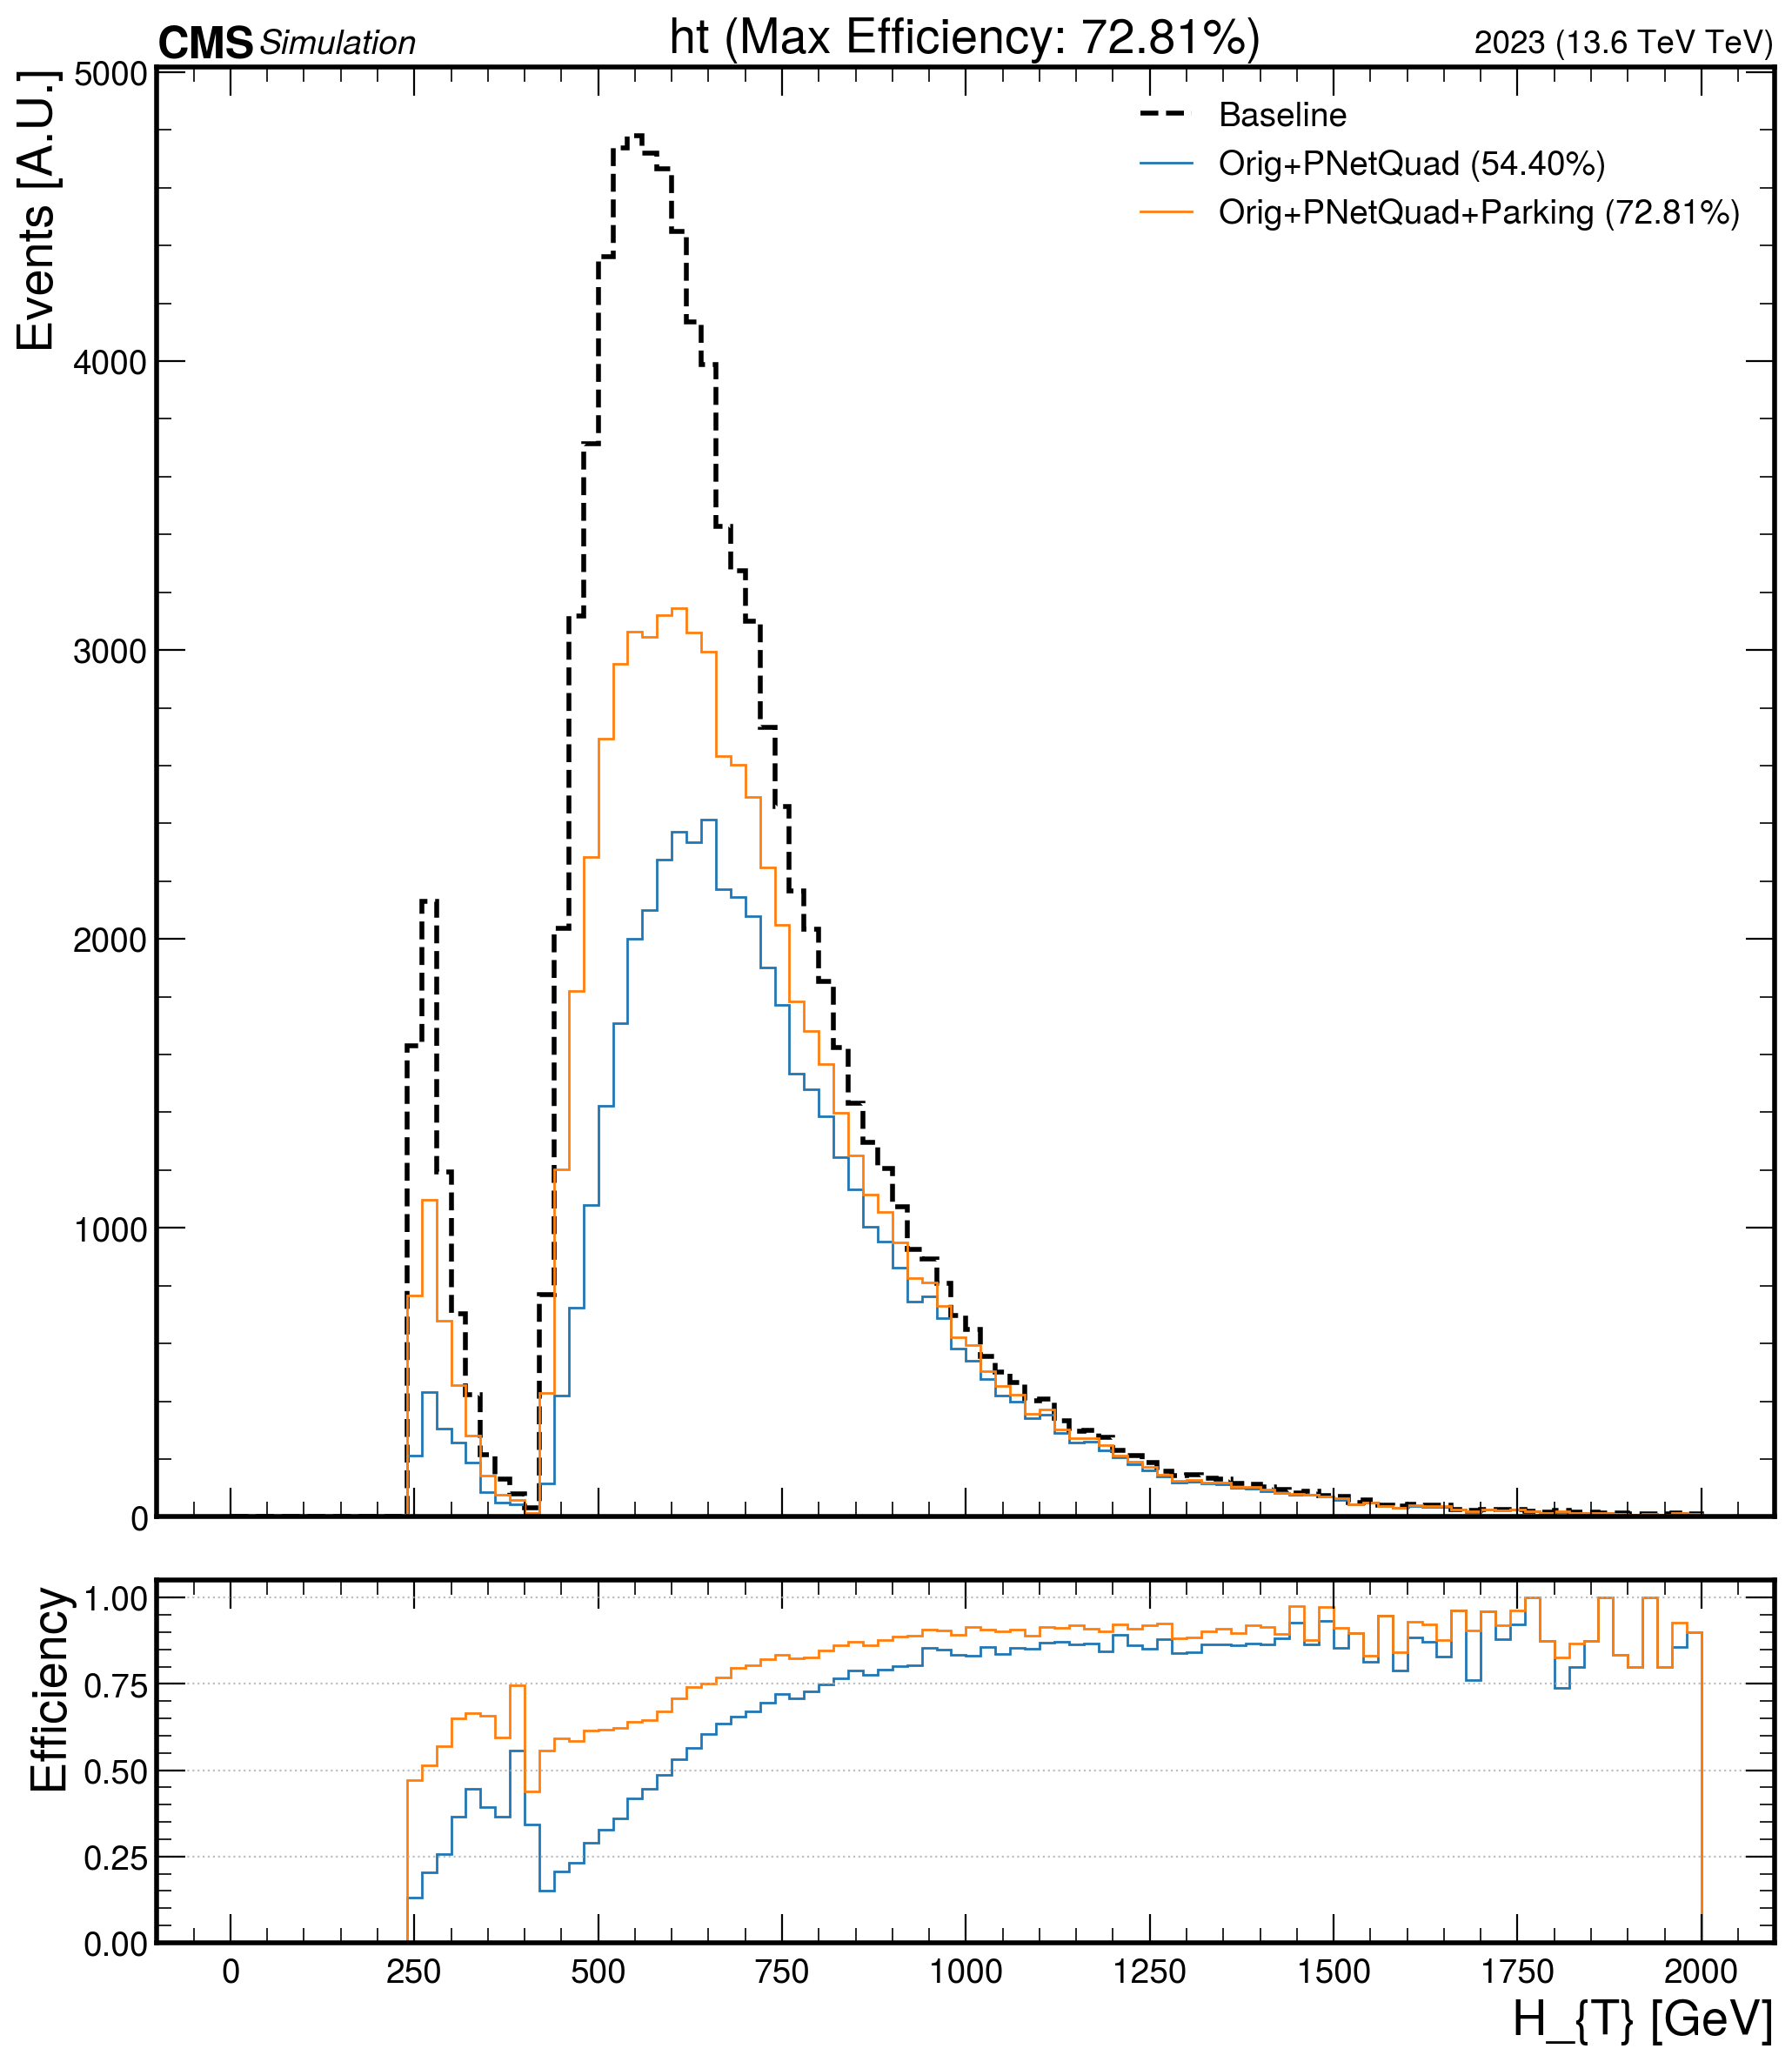 CMS Simulation ht (Max Efficiency: 72.81%) 2023 (13.6 TeV TeV)
Events [A.U.]
5000
4000
3000
2000
1000
0
Baseline
Orig+PNetQuad (54.40%)
Orig+PNetQuad+Parking (72.81%)
Efficiency
1.00
0.75
0.50
0.25
0.00
0 250 500 750 1000 1250 1500 1750 2000
H_{T} [GeV]